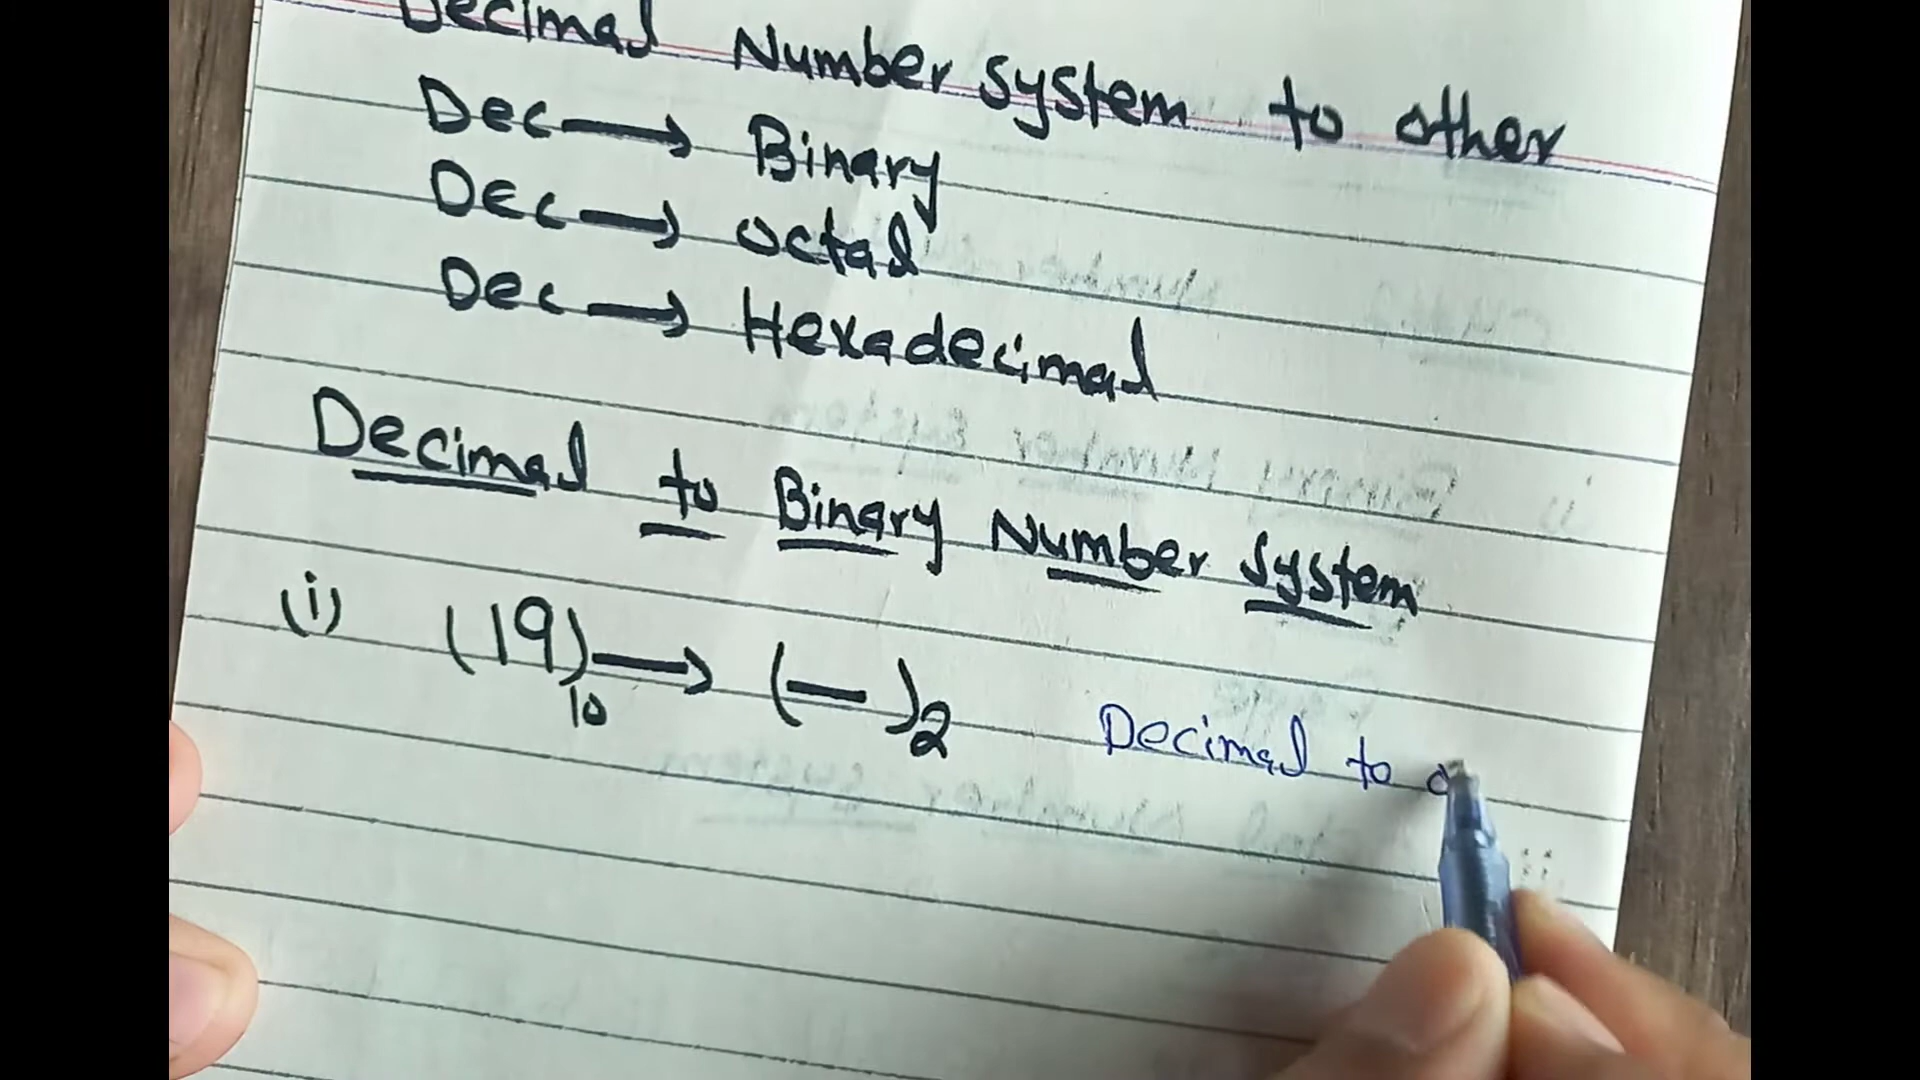 Decimal Number system to other
Dec → Binary
Dec → octal
Dec → Hexadecimal
Decimal to Binary Number System
(i) (19)10 → (—)2
Decimal to